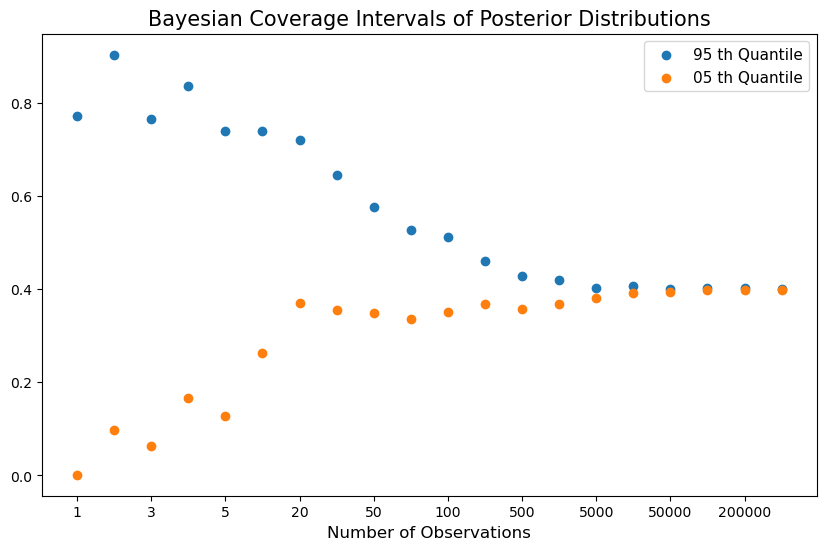 Bayesian Coverage Intervals of Posterior Distributions
95 th Quantile
05 th Quantile
0.8
0.6
0.4
0.2
0.0
1 3 5 20 50 100 500 5000 50000 200000
Number of Observations